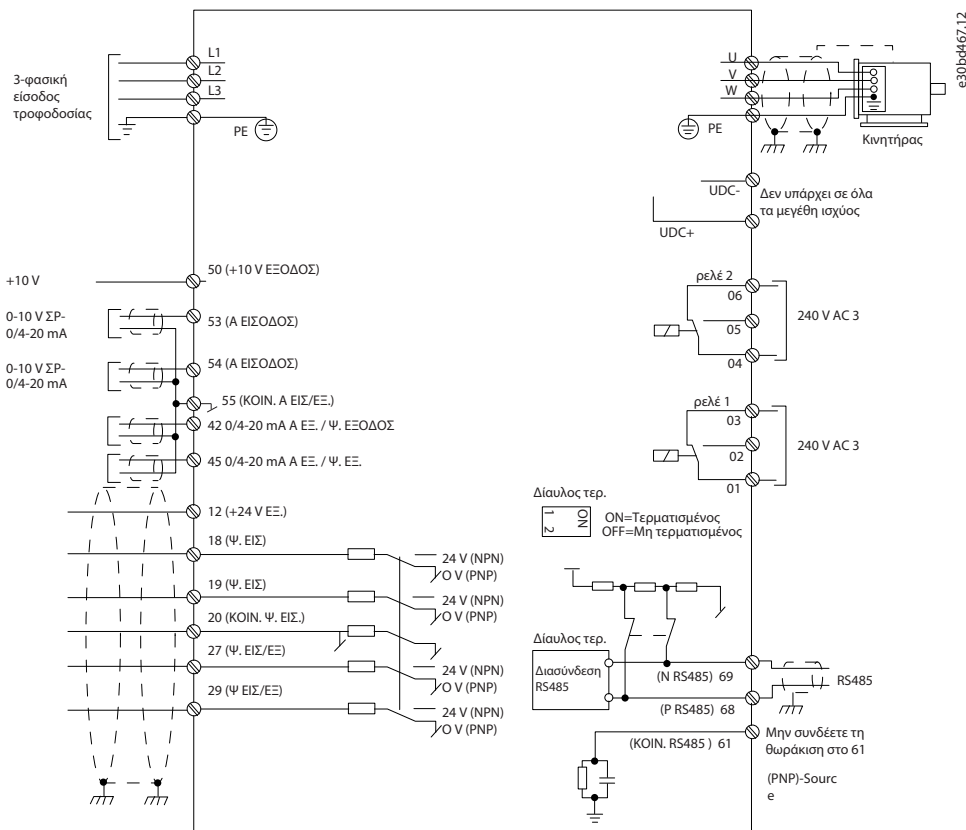 e30bd467.12
3-φασική
είσοδος
τροφοδοσίας
L1
L2
L3
PE
U
V
W
PE
Κινητήρας
UDC-
Δεν υπάρχει σε όλα
τα μεγέθη ισχύος
UDC+
+10 V
50 (+10 V ΕΞΟΔΟΣ)
0-10 V ΣΡ-
0/4-20 mA
53 (Α ΕΙΣΟΔΟΣ)
0-10 V ΣΡ-
0/4-20 mA
54 (Α ΕΙΣΟΔΟΣ)
55 (ΚΟΙΝ. Α ΕΙΣ/ΕΞ.)
42 0/4-20 mA Α ΕΞ. / Ψ. ΕΞΟΔΟΣ
45 0/4-20 mA Α ΕΞ. / Ψ. ΕΞ.
12 (+24 V ΕΞ.)
18 (Ψ. ΕΙΣ)
24 V (NPN)
O V (PNP)
19 (Ψ. ΕΙΣ)
24 V (NPN)
O V (PNP)
20 (ΚΟΙΝ. Ψ. ΕΙΣ.)
27 (Ψ. ΕΙΣ/ΕΞ)
24 V (NPN)
O V (PNP)
29 (Ψ ΕΙΣ/ΕΞ)
24 V (NPN)
O V (PNP)
ρελέ 2
06
05
04
240 V AC 3
ρελέ 1
03
02
01
240 V AC 3
Δίαυλος τερ.
1
2
ON
ON=Τερματισμένος
OFF=Μη τερματισμένος
Δίαυλος τερ.
Διασύνδεση
RS485
(N RS485) 69
RS485
(P RS485) 68
(ΚΟΙΝ. RS485 ) 61
Μην συνδέετε τη
θωράκιση στο 61
(PNP)-Sourc
e